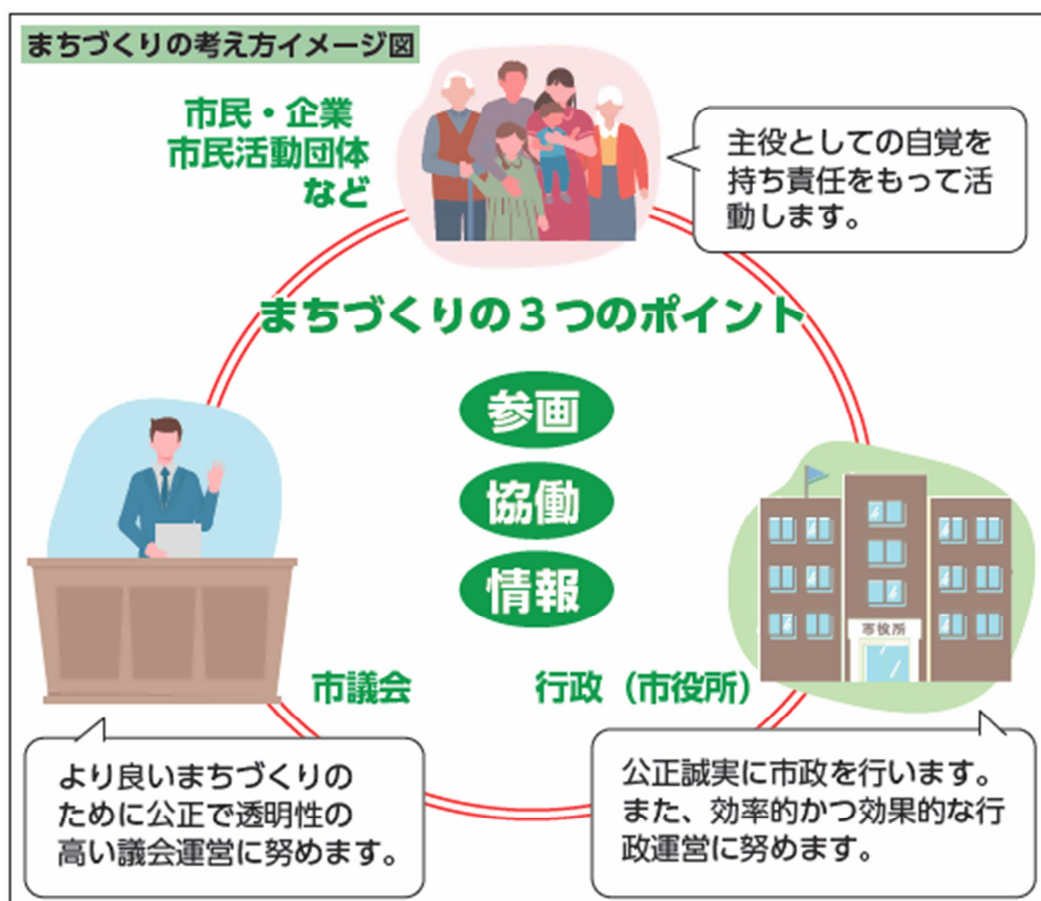 まちづくりの考え方イメージ図
市民・企業
市民活動団体
など
主役としての自覚を
持ち責任をもって活
動します。
まちづくりの3つのポイント
参画
協働
情報
市役所
市議会
行政（市役所）
より良いまちづくりの
ために公正で透明性の
高い議会運営に努めます。
公正誠実に市政を行います。
また、効率的かつ効果的な行
政運営に努めます。